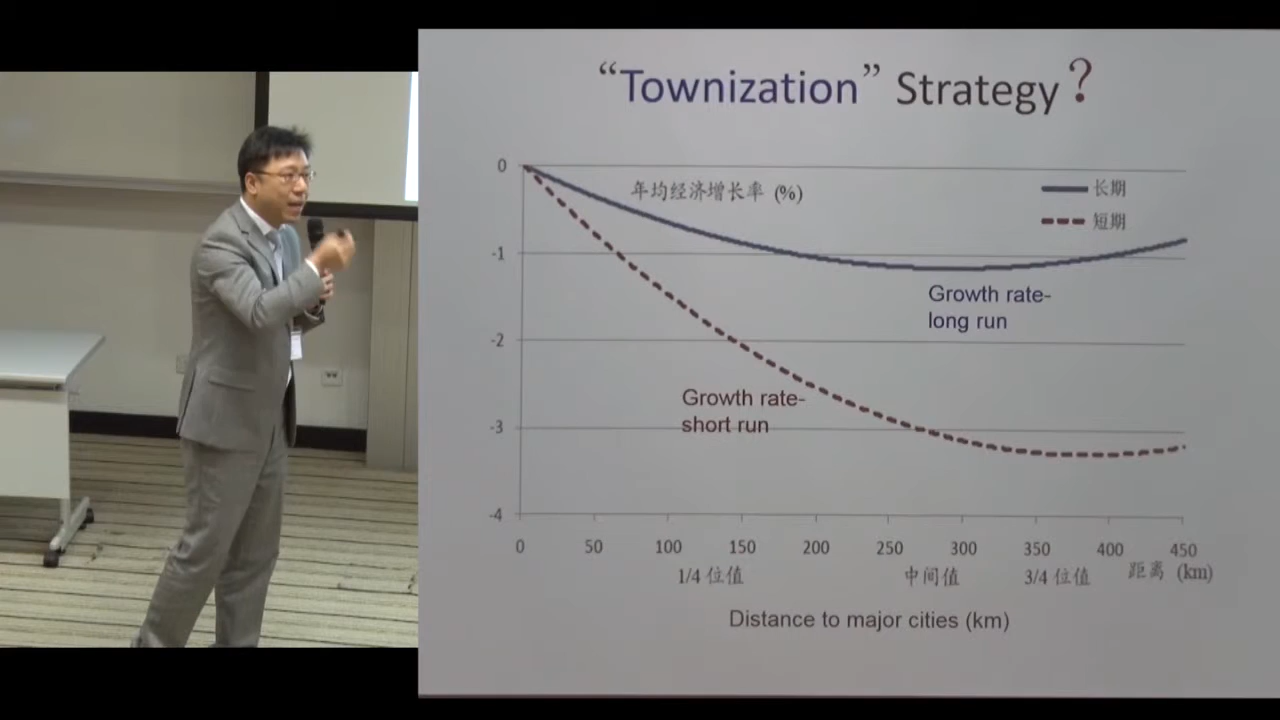 “Townization” Strategy?
0
年均经济增长率 (%)
长期
短期
-1
Growth rate-
long run
-2
Growth rate-
short run
-3
-4
0 50 100 150 200 250 300 350 400 450
1/4 位值 中间值 3/4 位值 距离 (km)
Distance to major cities (km)